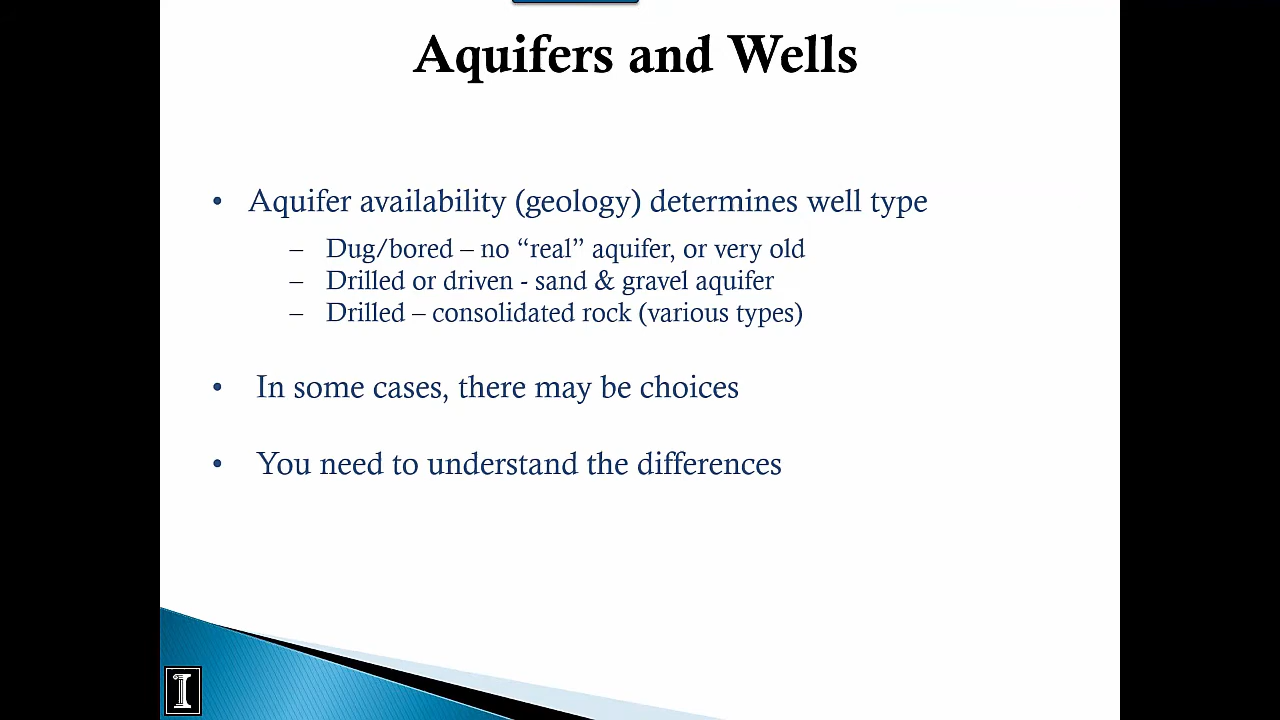 Aquifers and Wells
• Aquifer availability (geology) determines well type
– Dug/bored – no “real” aquifer, or very old
– Drilled or driven - sand & gravel aquifer
– Drilled – consolidated rock (various types)
• In some cases, there may be choices
• You need to understand the differences
I